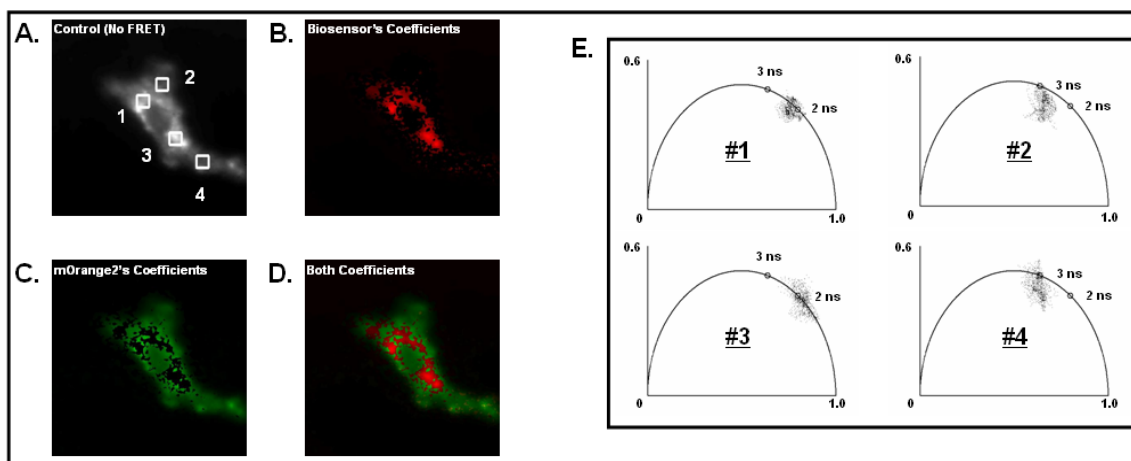 A.
Control (No FRET)
1
2
3
4
B.
Biosensor's Coefficients
C.
mOrange2's Coefficients
D.
Both Coefficients
E.
0.6
3 ns
2 ns
#1
0
1.0
0.6
3 ns
2 ns
#2
0
1.0
0.6
3 ns
2 ns
#3
0
1.0
0.6
3 ns
2 ns
#4
0
1.0